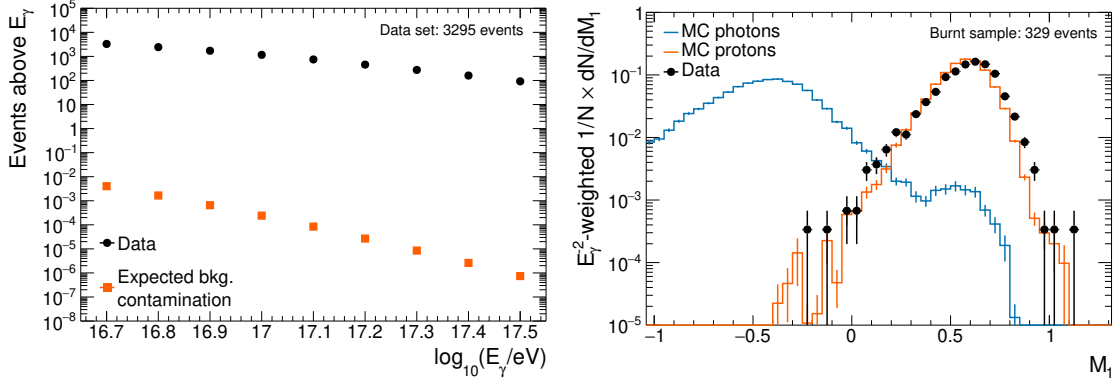 Data set: 3295 events
Events above E_γ
10^5
10^4
10^3
10^2
10
1
10^−1
10^−2
10^−3
10^−4
10^−5
10^−6
10^−7
10^−8
Data
Expected bkg.
contamination
16.7 16.8 16.9 17 17.1 17.2 17.3 17.4 17.5
log_10(E_γ/eV)
MC photons
MC protons
Data
Burnt sample: 329 events
E_γ^-2-weighted 1/N × dN/dM_1
1
10^−1
10^−2
10^−3
10^−4
10^−5
−1 −0.5 0 0.5 1
M_1